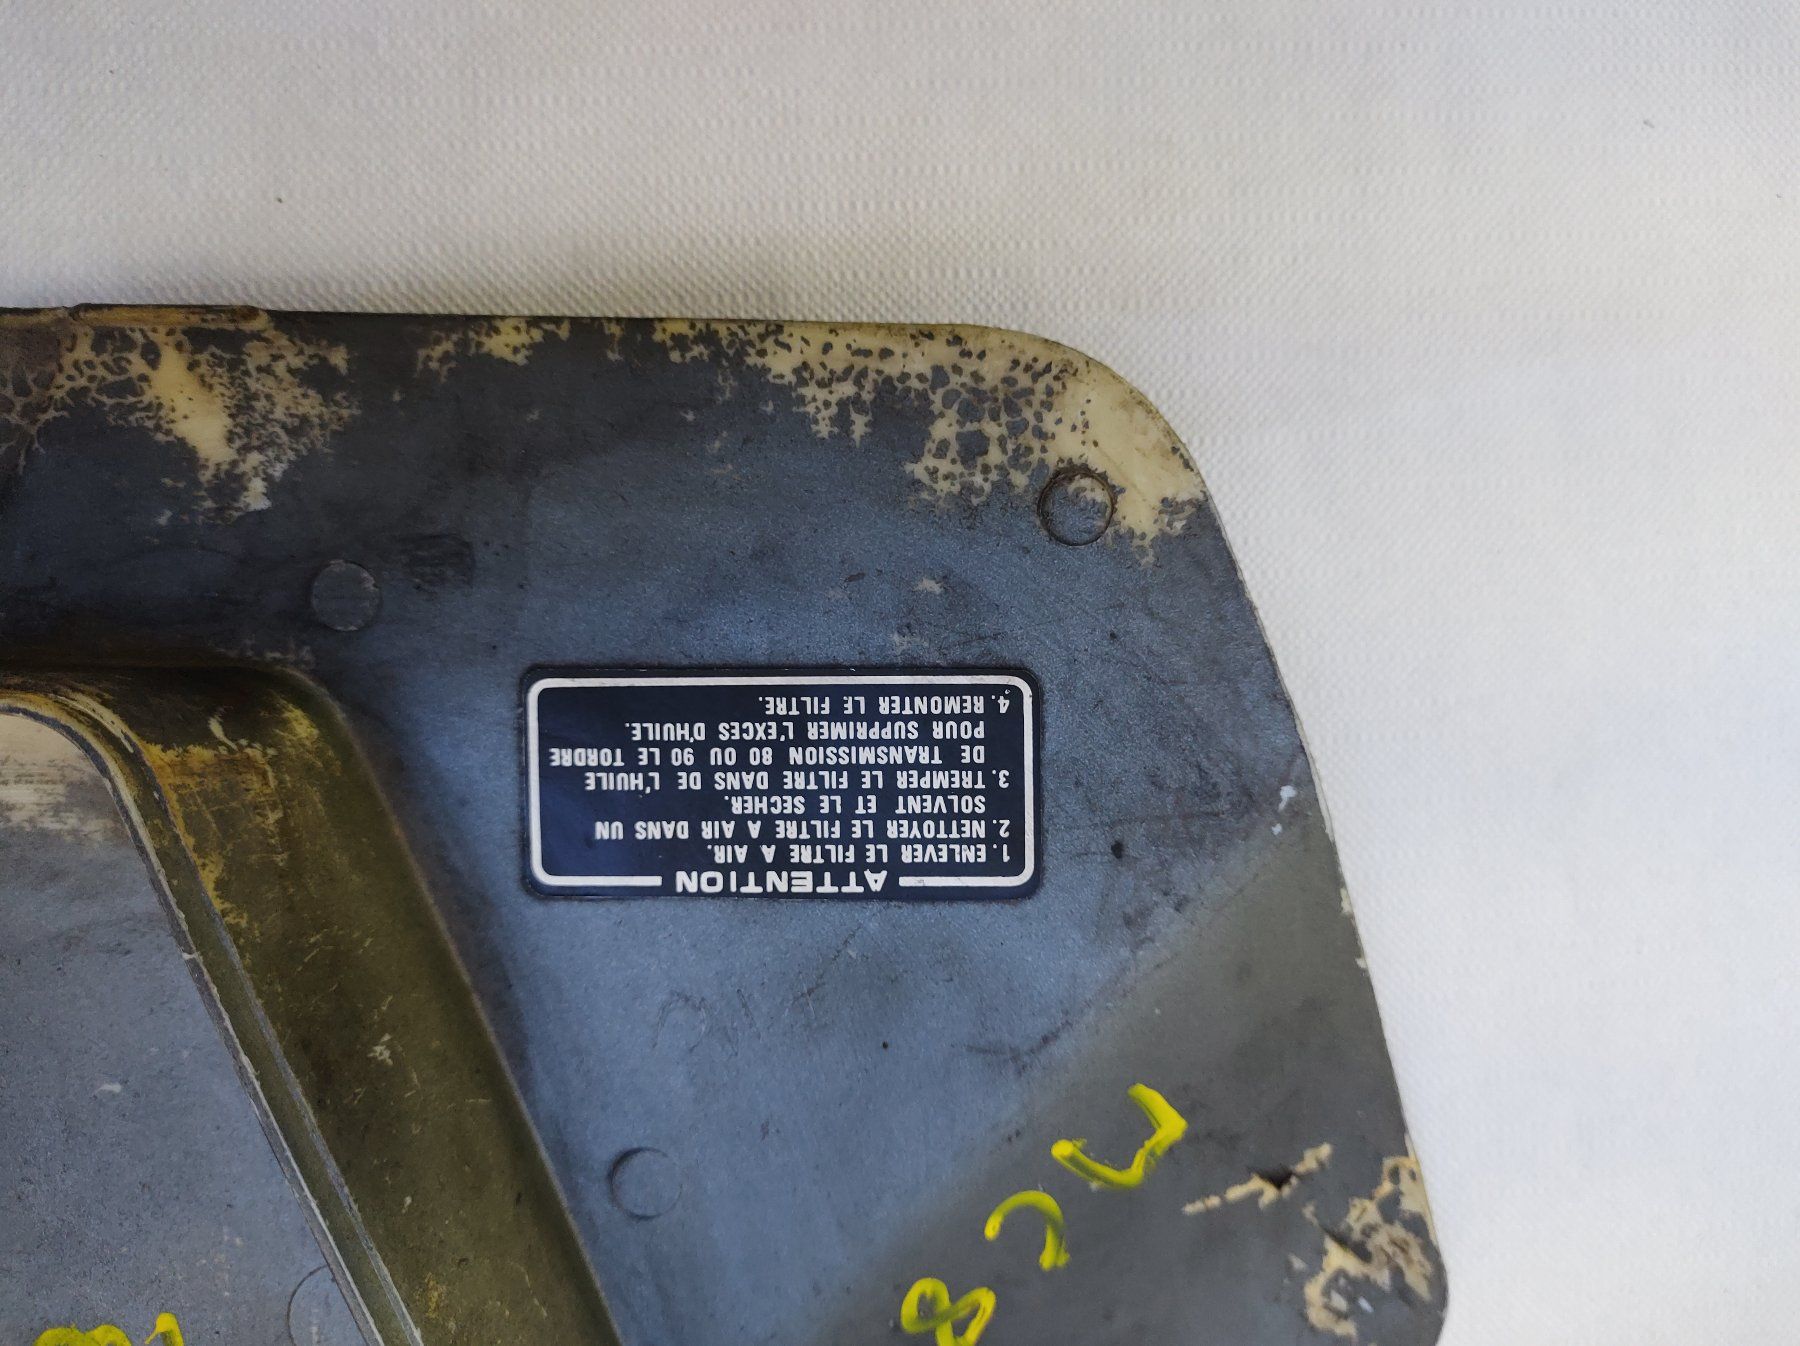 ATTENTION
1. ENLEVER LE FILTRE A AIR.
2. NETTOYER LE FILTRE A AIR DANS UN
SOLVENT ET LE SECHER.
3. TREMPER LE FILTRE DANS DE L'HUILE
DE TRANSMISSION 80 OU 90 LE TORDRE
POUR SUPPRIMER L'EXCES D'HUILE.
4. REMONTER LE FILTRE.